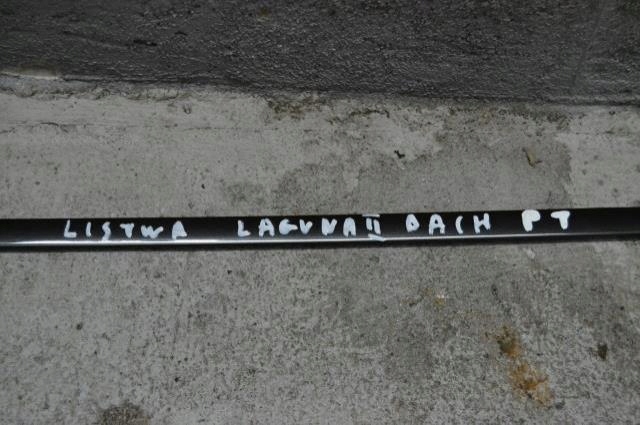 LISTWA LAGUNA II DACH PT